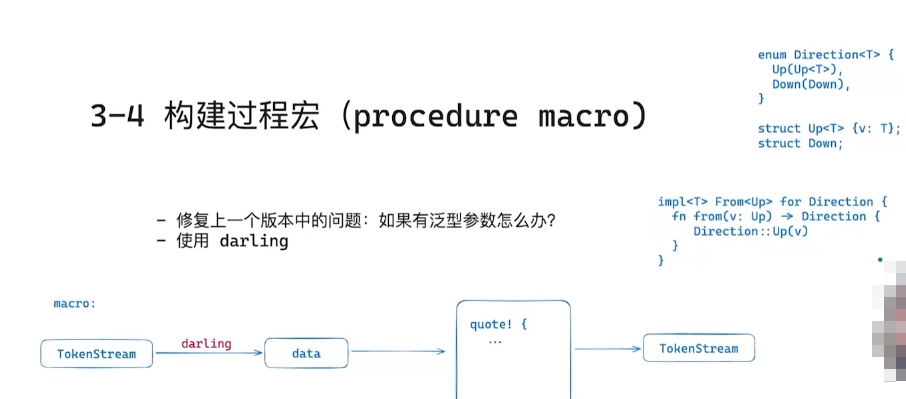 3-4 构建过程宏（procedure macro)
enum Direction<T> {
Up(Up<T>),
Down(Down),
}
struct Up<T> {v: T};
struct Down;
- 修复上一个版本中的问题：如果有泛型参数怎么办？
- 使用 darling
impl<T> From<Up> for Direction {
fn from(v: Up) -> Direction {
Direction::Up(v)
}
}
macro:
TokenStream
darling
data
quote! {
...
TokenStream